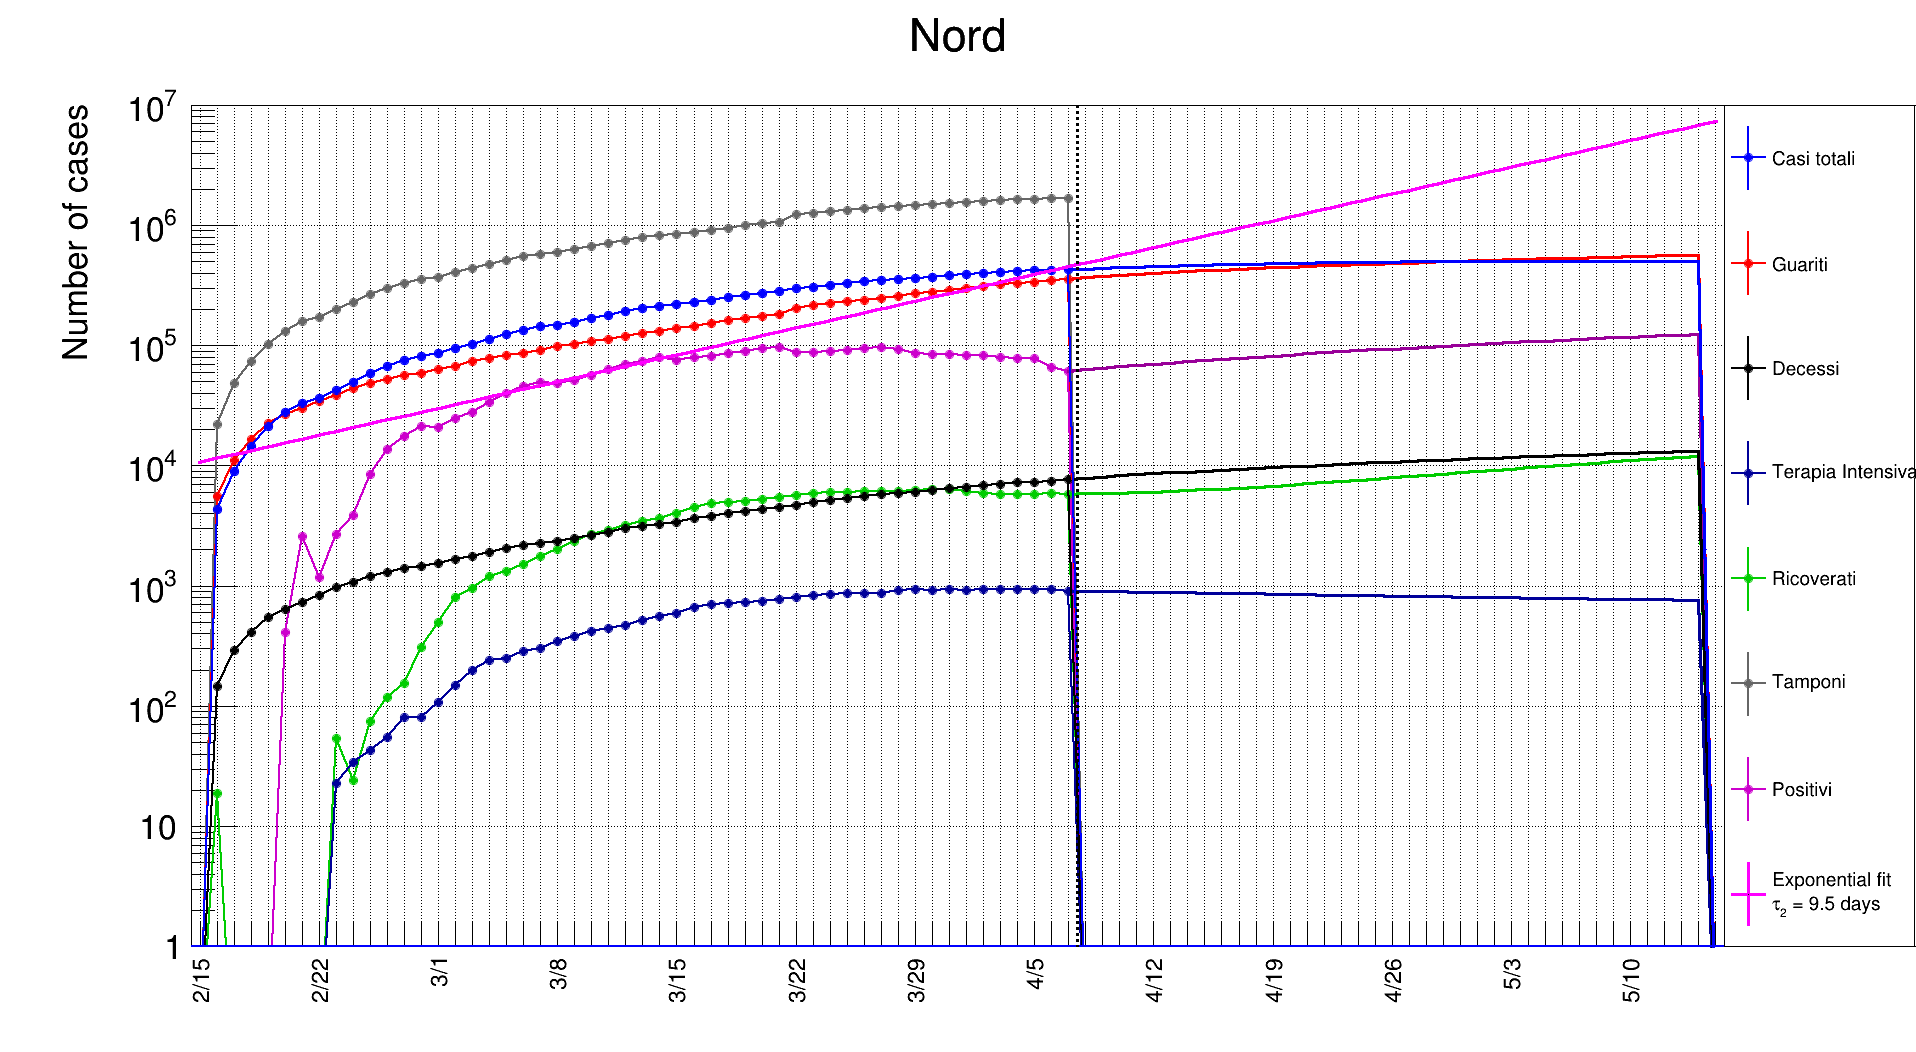 Nord
Number of cases
10^7
10^6
10^5
10^4
10^3
10^2
10
1
2/15
2/22
3/1
3/8
3/15
3/22
3/29
4/5
4/12
4/19
4/26
5/3
5/10
Casi totali
Guariti
Decessi
Terapia Intensiva
Ricoverati
Tamponi
Positivi
Exponential fit
τ₂ = 9.5 days